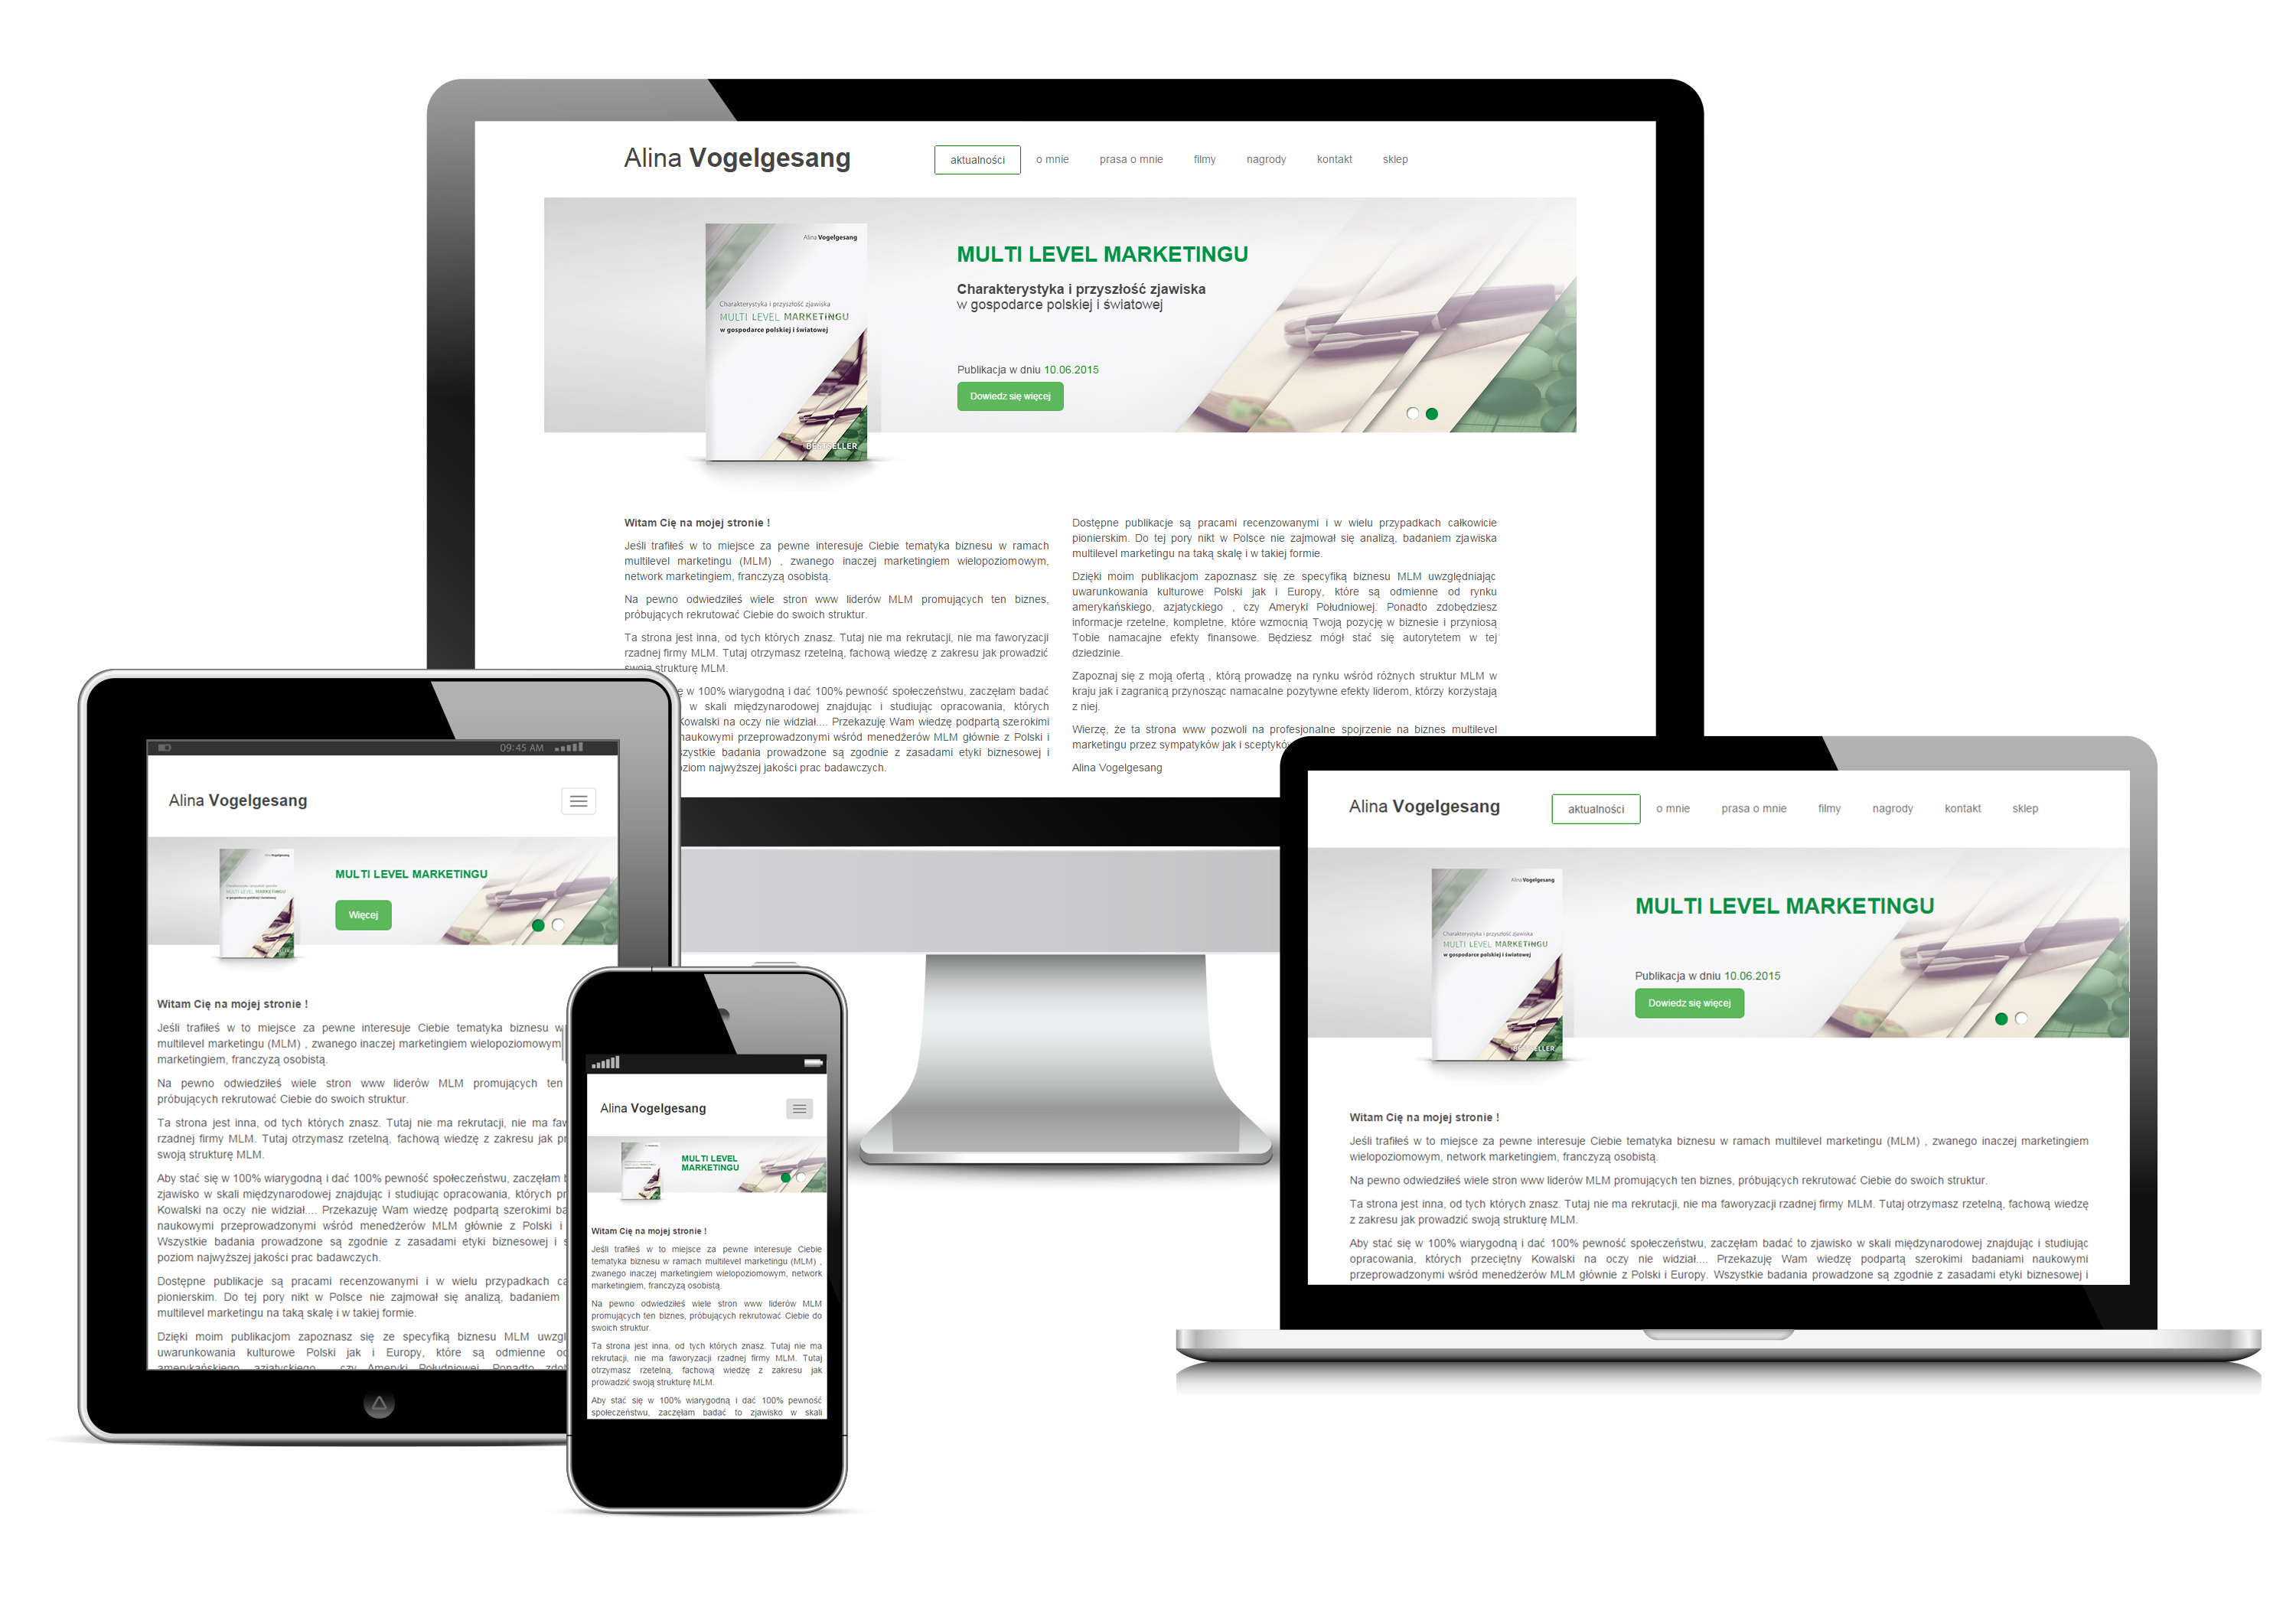 Alina Vogelgesang
aktualności o mnie prasa o mnie filmy nagrody kontakt sklep
Alina Vogelgesang
Charakterystyka i przyszłość zjawiska
MULTI LEVEL MARKETINGU
w gospodarce polskiej i światowej
BESTSELLER
MULTI LEVEL MARKETINGU
Charakterystyka i przyszłość zjawiska
w gospodarce polskiej i światowej
Publikacja w dniu 10.06.2015
Dowiedz się więcej
Witam Cię na mojej stronie !
Jeśli trafiłeś w to miejsce za pewne interesuje Ciebie tematyka biznesu w ramach
multilevel marketingu (MLM) , zwanego inaczej marketingiem wielopoziomowym,
network marketingiem, franczyzą osobistą.
Na pewno odwiedziłeś wiele stron www liderów MLM promujących ten biznes,
próbujących rekrutować Ciebie do swoich struktur.
Ta strona jest inna, od tych których znasz. Tutaj nie ma rekrutacji, nie ma faworyzacji
rzadnej firmy MLM. Tutaj otrzymasz rzetelną, fachową wiedzę z zakresu jak prowadzić
swoją strukturę MLM.
w 100% wiarygodną i dać 100% pewność społeczeństwu, zaczęłam badać
w skali międzynarodowej znajdując i studiując opracowania, których
Kowalski na oczy nie widział.... Przekazuję Wam wiedzę podpartą szerokimi
naukowymi przeprowadzonymi wśród menedżerów MLM głównie z Polski i
szystkie badania prowadzone są zgodnie z zasadami etyki biznesowej i
oziom najwyższej jakości prac badawczych.
Dostępne publikacje są pracami recenzowanymi i w wielu przypadkach całkowicie
pionierskim. Do tej pory nikt w Polsce nie zajmował się analizą, badaniem zjawiska
multilevel marketingu na taką skalę i w takiej formie.
Dzięki moim publikacjom zapoznasz się ze specyfiką biznesu MLM uwzględniając
uwarunkowania kulturowe Polski jak i Europy, które są odmienne od rynku
amerykańskiego, azjatyckiego , czy Ameryki Południowej. Ponadto zdobędziesz
informacje rzetelne, kompletne, które wzmocnią Twoją pozycję w biznesie i przyniosą
Tobie namacajne efekty finansowe. Będziesz mógł stać się autorytetem w tej
dziedzinie.
Zapoznaj się z moją ofertą , którą prowadzę na rynku wśród różnych struktur MLM w
kraju jak i zagranicą przynosząc namacalne pozytywne efekty liderom, którzy korzystają
z niej.
Wierzę, że ta strona www pozwoli na profesjonalne spojrzenie na biznes multilevel
marketingu przez sympatyków jak i sceptykó
Alina Vogelgesang
09:45 AM
Alina Vogelgesang
Alina Vogelgesang
MULTI LEVEL MARKETINGU
w gospodarce polskiej i światowej
MULTI LEVEL MARKETINGU
Więcej
Witam Cię na mojej stronie !
Jeśli trafiłeś w to miejsce za pewne interesuje Ciebie tematyka biznesu w
multilevel marketingu (MLM) , zwanego inaczej marketingiem wielopoziomowym
marketingiem, franczyzą osobistą.
Na pewno odwiedziłeś wiele stron www liderów MLM promujących ten
próbujących rekrutować Ciebie do swoich struktur.
Ta strona jest inna, od tych których znasz. Tutaj nie ma rekrutacji, nie ma faw
rzadnej firmy MLM. Tutaj otrzymasz rzetelną, fachową wiedzę z zakresu jak p
swoją strukturę MLM.
Aby stać się w 100% wiarygodną i dać 100% pewność społeczeństwu, zaczęłam
zjawisko w skali międzynarodowej znajdując i studiując opracowania, których p
Kowalski na oczy nie widział.... Przekazuję Wam wiedzę podpartą szerokimi ba
naukowymi przeprowadzonymi wśród menedżerów MLM głównie z Polski i
Wszystkie badania prowadzone są zgodnie z zasadami etyki biznesowej i
poziom najwyższej jakości prac badawczych.
Dostępne publikacje są pracami recenzowanymi i w wielu przypadkach ca
pionierskim. Do tej pory nikt w Polsce nie zajmował się analizą, badaniem
multilevel marketingu na taką skalę i w takiej formie.
Dzięki moim publikacjom zapoznasz się ze specyfiką biznesu MLM uwzgl
uwarunkowania kulturowe Polski jak i Europy, które są odmienne o
amerykańskiego, azjatyckiego , czy Ameryki Południowej. Ponadto zdob
Alina Vogelgesang
MULTI LEVEL
MARKETINGU
Witam Cię na mojej stronie !
Jeśli trafiłeś w to miejsce za pewne interesuje Ciebie
tematyka biznesu w ramach multilevel marketingu (MLM) ,
zwanego inaczej marketingiem wielopoziomowym, network
marketingiem, franczyzą osobistą.
Na pewno odwiedziłeś wiele stron www liderów MLM
promujących ten biznes, próbujących rekrutować Ciebie do
swoich struktur.
Ta strona jest inna, od tych których znasz. Tutaj nie ma
rekrutacji, nie ma faworyzacji rzadnej firmy MLM. Tutaj
otrzymasz rzetelną, fachową wiedzę z zakresu jak
prowadzić swoją strukturę MLM.
Aby stać się w 100% wiarygodną i dać 100% pewność
społeczeństwu, zaczęłam badać to zjawisko w skali
Alina Vogelgesang
aktualności o mnie prasa o mnie filmy nagrody kontakt sklep
Alina Vogelgesang
Charakterystyka i przyszłość zjawiska
MULTI LEVEL MARKETINGU
w gospodarce polskiej i światowej
BESTSELLER
MULTI LEVEL MARKETINGU
Publikacja w dniu 10.06.2015
Dowiedz się więcej
Witam Cię na mojej stronie !
Jeśli trafiłeś w to miejsce za pewne interesuje Ciebie tematyka biznesu w ramach multilevel marketingu (MLM) , zwanego inaczej marketingiem
wielopoziomowym, network marketingiem, franczyzą osobistą.
Na pewno odwiedziłeś wiele stron www liderów MLM promujących ten biznes, próbujących rekrutować Ciebie do swoich struktur.
Ta strona jest inna, od tych których znasz. Tutaj nie ma rekrutacji, nie ma faworyzacji rzadnej firmy MLM. Tutaj otrzymasz rzetelną, fachową wiedzę
z zakresu jak prowadzić swoją strukturę MLM.
Aby stać się w 100% wiarygodną i dać 100% pewność społeczeństwu, zaczęłam badać to zjawisko w skali międzynarodowej znajdując i studiując
opracowania, których przeciętny Kowalski na oczy nie widział.... Przekazuję Wam wiedzę podpartą szerokimi badaniami naukowymi
przeprowadzonymi wśród menedżerów MLM głównie z Polski i Europy. Wszystkie badania prowadzone są zgodnie z zasadami etyki biznesowej i